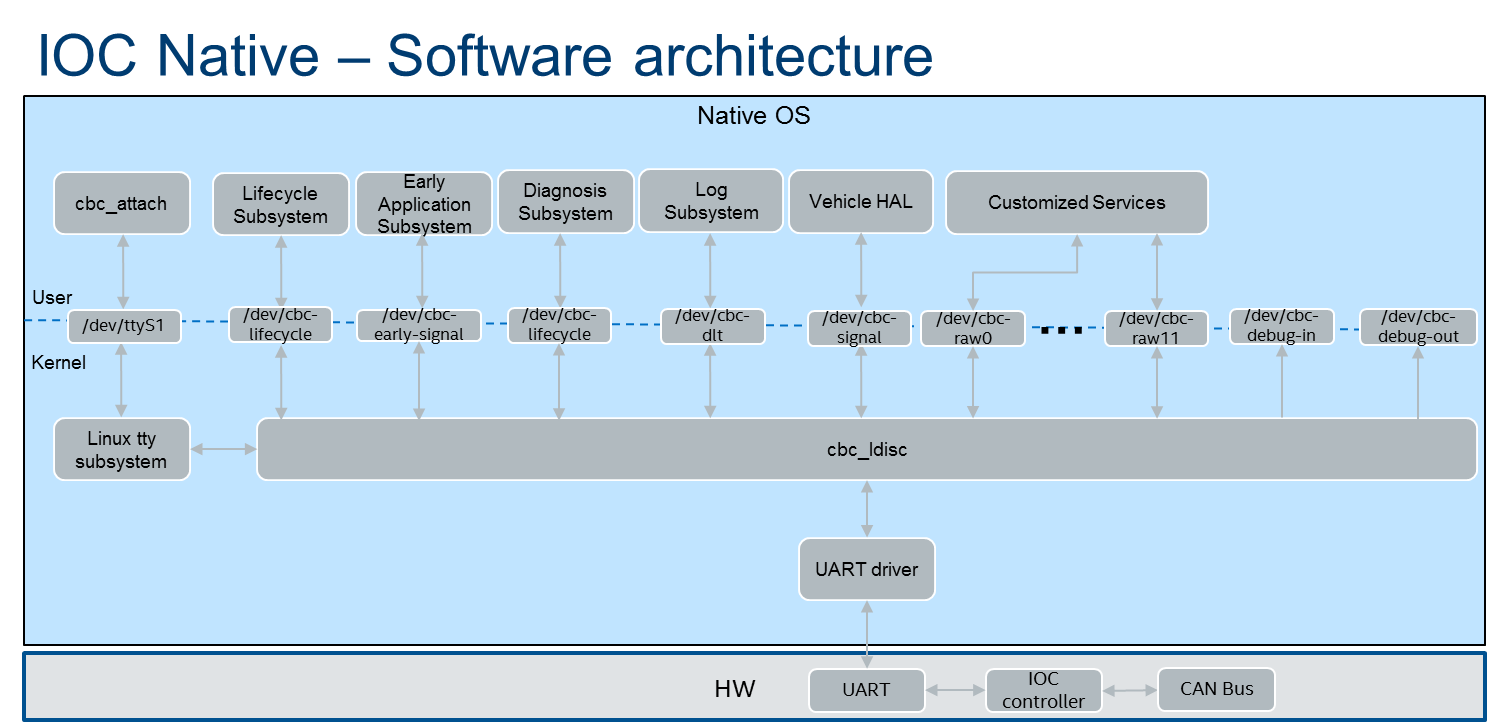 IOC Native – Software architecture
Native OS
cbc_attach
Lifecycle
Subsystem
Early
Application
Subsystem
Diagnosis
Subsystem
Log
Subsystem
Vehicle HAL
Customized Services
User
/dev/ttyS1
/dev/cbc-
lifecycle
/dev/cbc-
early-signal
/dev/cbc-
lifecycle
/dev/cbc-
dlt
/dev/cbc-
signal
/dev/cbc-
raw0
...
/dev/cbc-
raw11
/dev/cbc-
debug-in
/dev/cbc-
debug-out
Kernel
Linux tty
subsystem
cbc_ldisc
UART driver
HW
UART
IOC
controller
CAN Bus